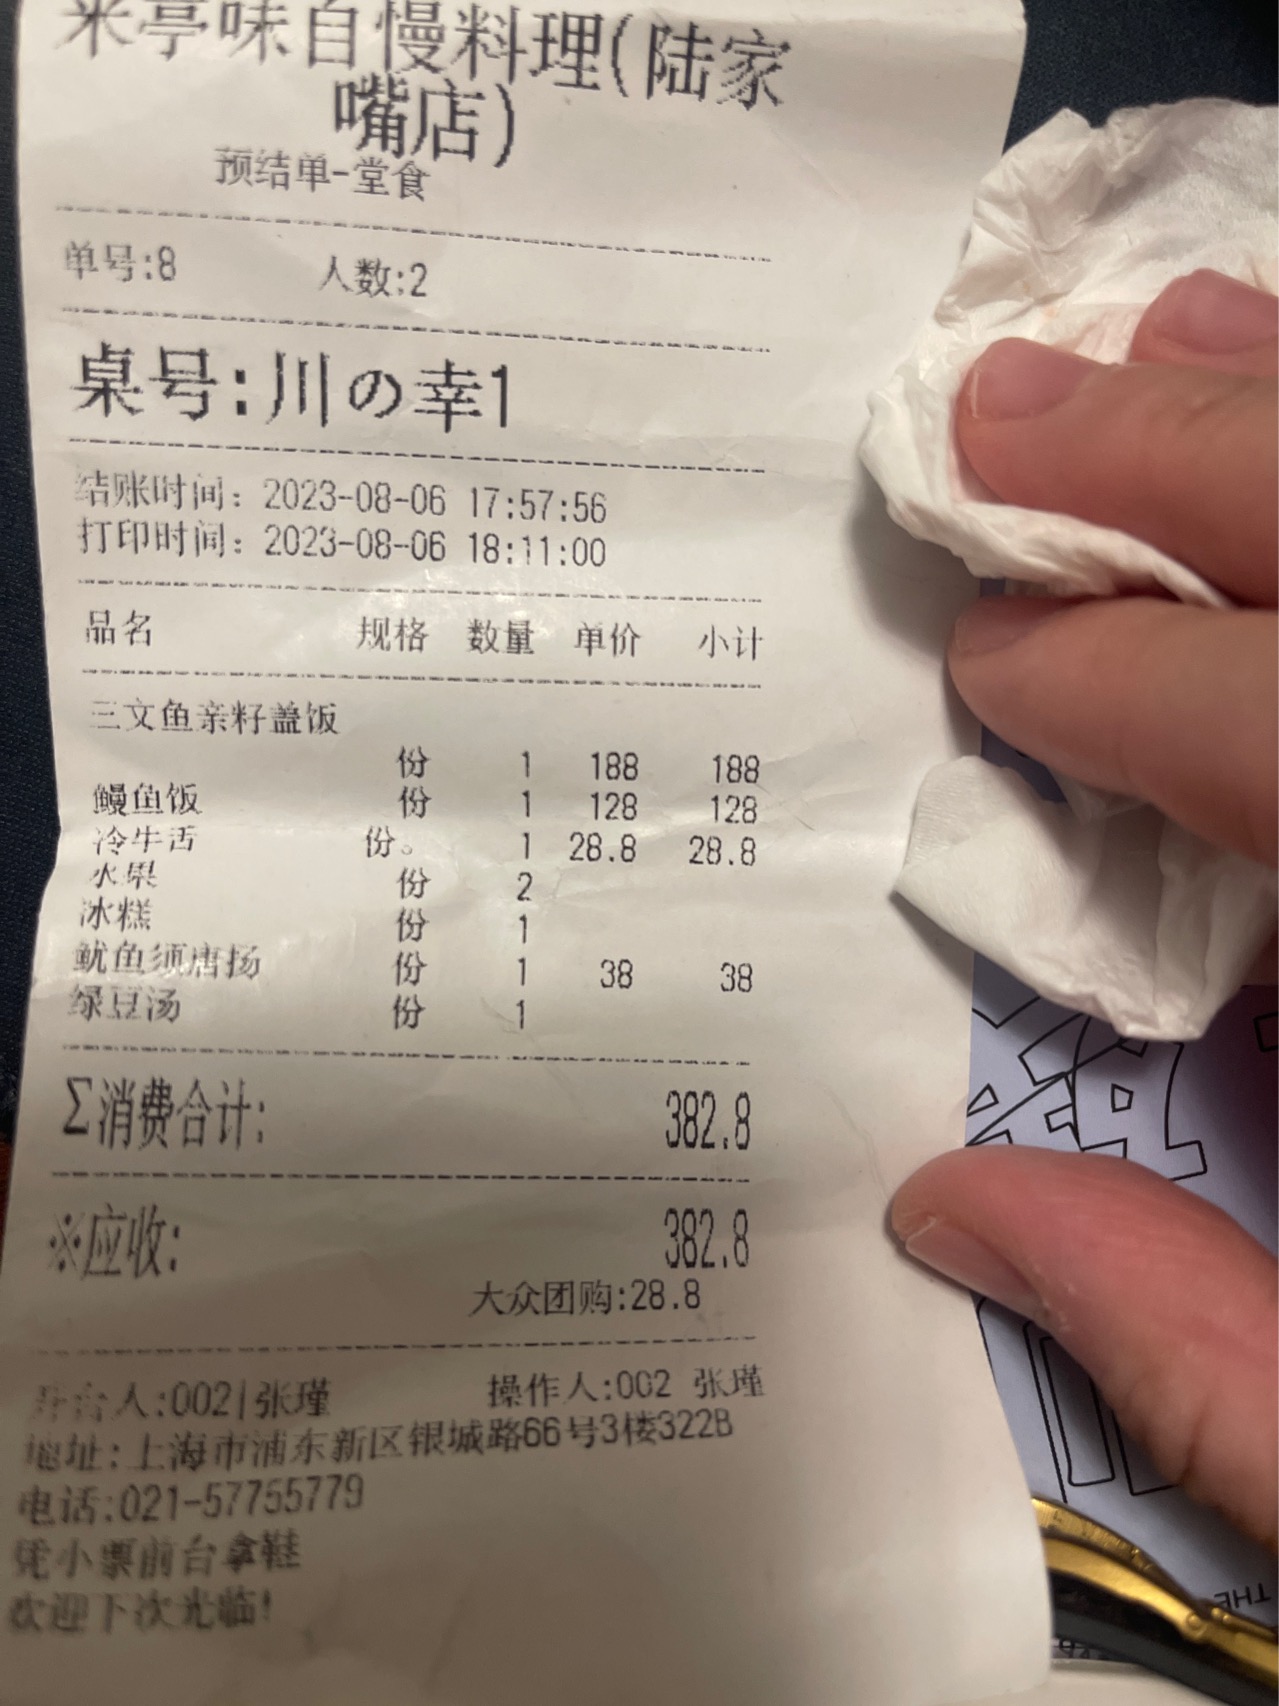 米亭味自慢料理(陆家
嘴店)
预结单-堂食
单号:8 人数:2
桌号:川の幸1
结账时间: 2023-08-06 17:57:56
打印时间: 2023-08-06 18:11:00
品名 规格 数量 单价 小计
三文鱼亲籽盖饭
份 1 188 188
鳗鱼饭 份 1 128 128
冷牛舌 份。 1 28.8 28.8
水果 份 2
冰糕 份 1
鱿鱼须唐扬 份 1 38 38
绿豆汤 份 1
Σ消费合计: 382.8
※应收: 382.8
大众团购:28.8
开台人:002|张瑾 操作人:002 张瑾
地址:上海市浦东新区银城路66号3楼322B
电话:021-57755779
凭小票前台拿鞋
欢迎下次光临!
THE